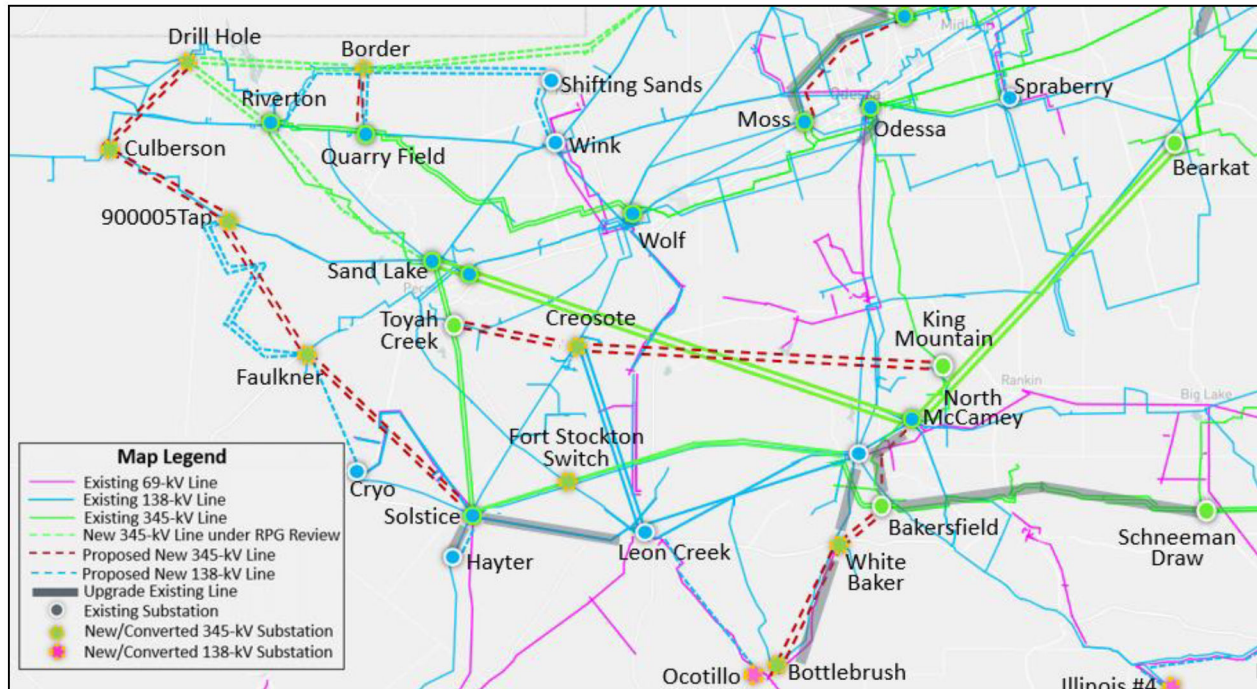 Midland
Drill Hole
Border
Shifting Sands
Spraberry
Odessa
Riverton
Moss
Odessa
Quarry Field
Wink
Culberson
Bearkat
900005Tap
Wolf
Sand Lake
Toyah
Creek
Creosote
King
Mountain
Faulkner
Rankin
North
McCamey
Big Lake
Fort Stockton
Switch
Cryo
Solstice
Bakersfield
Hayter
Leon Creek
White
Baker
Schneeman
Draw
Ocotillo
Bottlebrush
Illinois #4
Map Legend
Existing 69-kV Line
Existing 138-kV Line
Existing 345-kV Line
New 345-kV Line under RPG Review
Proposed New 345-kV Line
Proposed New 138-kV Line
Upgrade Existing Line
Existing Substation
New/Converted 345-kV Substation
New/Converted 138-kV Substation